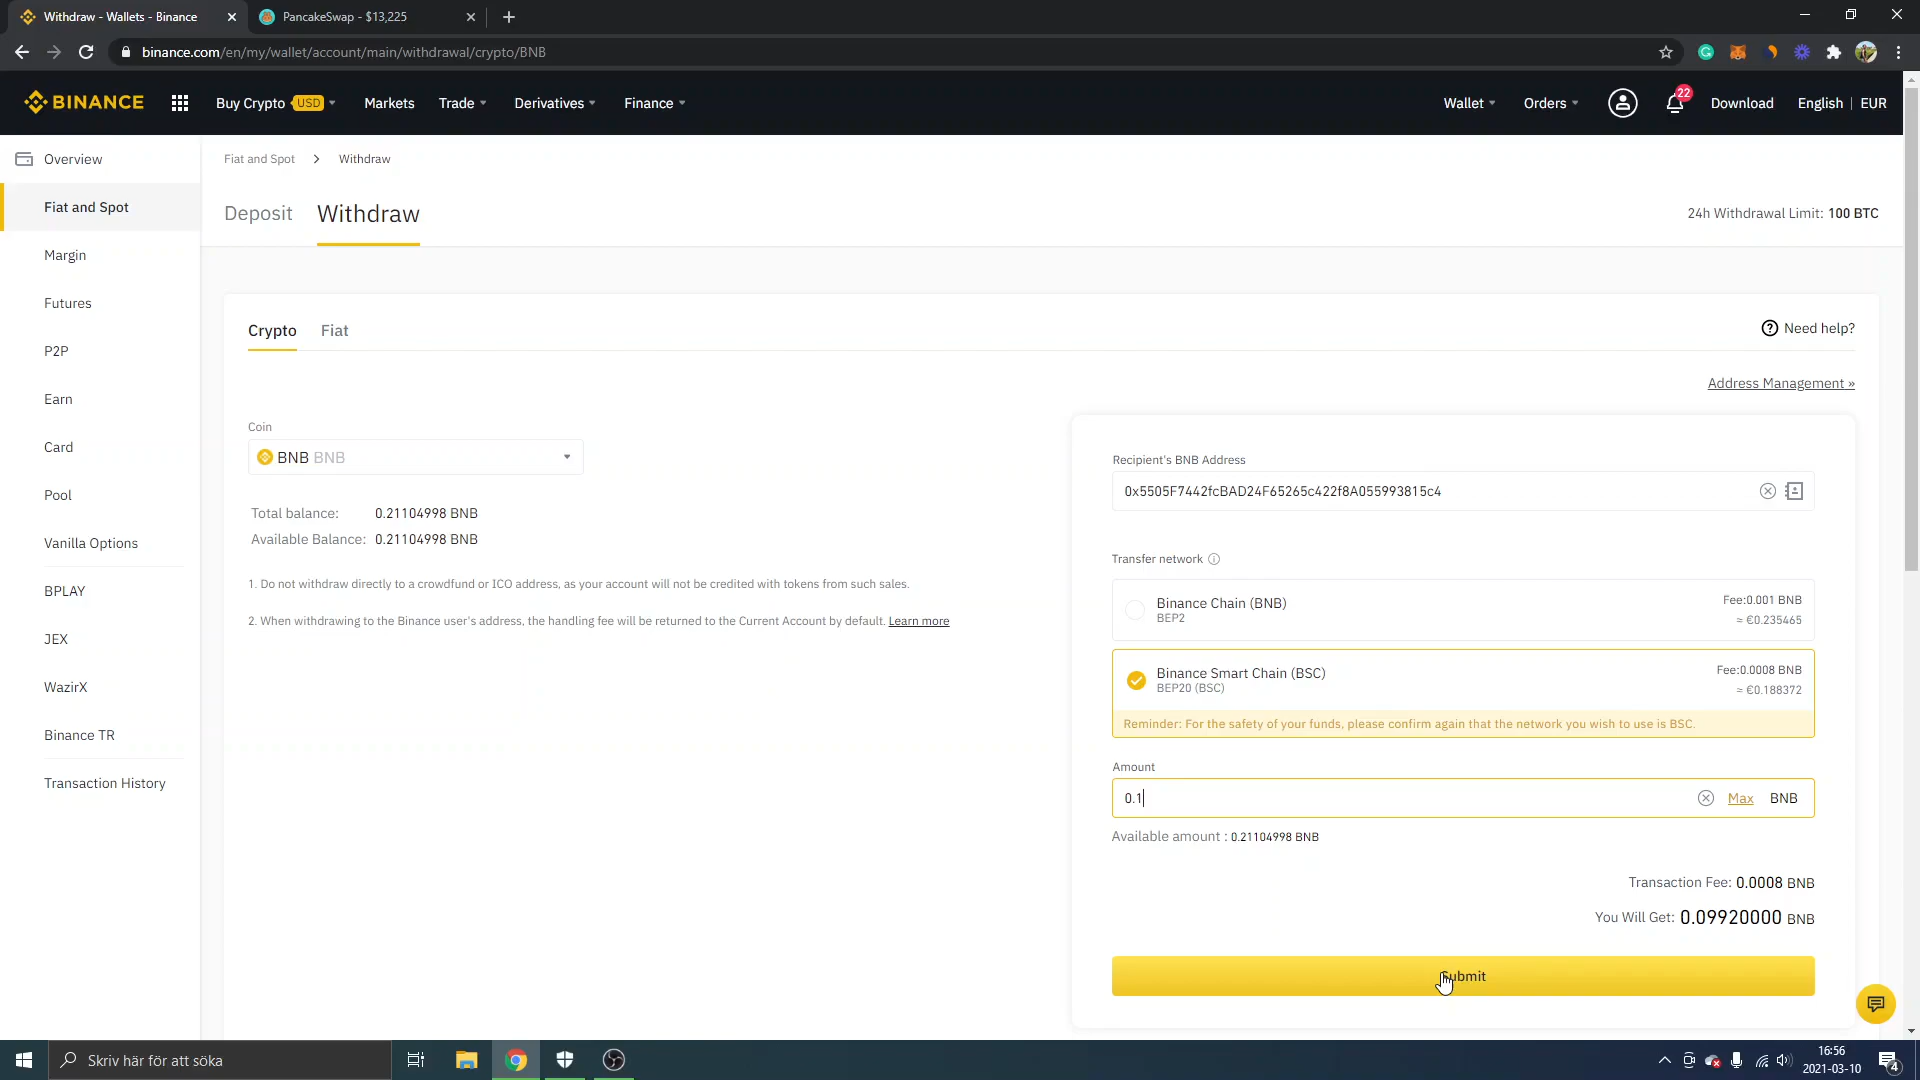 Withdraw - Wallets - Binance
PancakeSwap - $13,225
binance.com/en/my/wallet/account/main/withdrawal/crypto/BNB
BINANCE
Buy Crypto USD
Markets
Trade
Derivatives
Finance
Wallet
Orders
22
Download
English | EUR
Overview
Fiat and Spot
Margin
Futures
P2P
Earn
Card
Pool
Vanilla Options
BPLAY
JEX
WazirX
Binance TR
Transaction History
Fiat and Spot > Withdraw
Deposit Withdraw
24h Withdrawal Limit: 100 BTC
Crypto Fiat
Need help?
Address Management »
Coin
BNB BNB
Total balance: 0.21104998 BNB
Available Balance: 0.21104998 BNB
1. Do not withdraw directly to a crowdfund or ICO address, as your account will not be credited with tokens from such sales.
2. When withdrawing to the Binance user's address, the handling fee will be returned to the Current Account by default. Learn more
Recipient's BNB Address
0x5505F7442fcBAD24F65265c422f8A055993815c4
Transfer network
Binance Chain (BNB)
BEP2
Fee:0.001 BNB
≈ €0.235465
Binance Smart Chain (BSC)
BEP20 (BSC)
Fee:0.0008 BNB
≈ €0.188372
Reminder: For the safety of your funds, please confirm again that the network you wish to use is BSC.
Amount
0.1
Max BNB
Available amount : 0.21104998 BNB
Transaction Fee: 0.0008 BNB
You Will Get: 0.09920000 BNB
Submit
Skriv här för att söka
16:56
2021-03-10
4